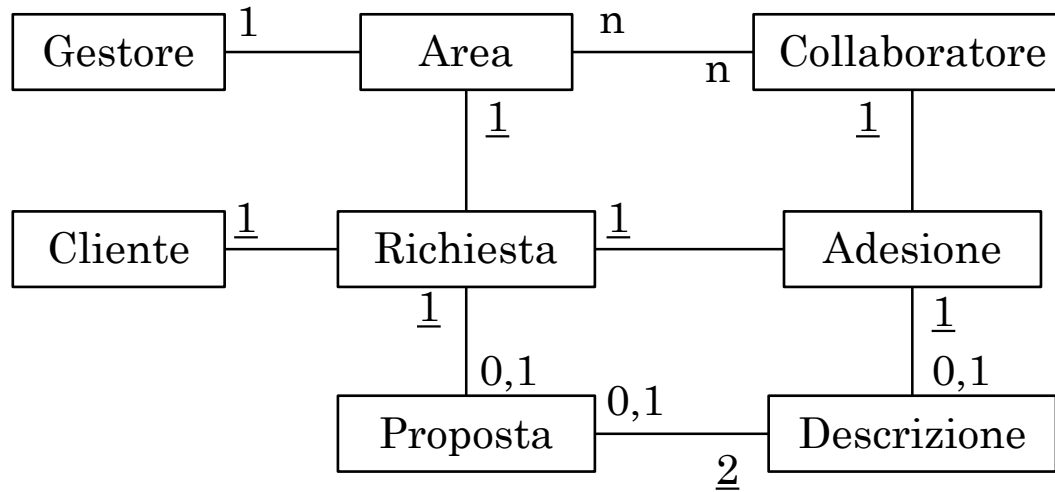 Gestore 1 Area n n Collaboratore
1 1
Cliente 1 Richiesta 1 Adesione
1 1
0,1 0,1 0,1
Proposta 2 Descrizione